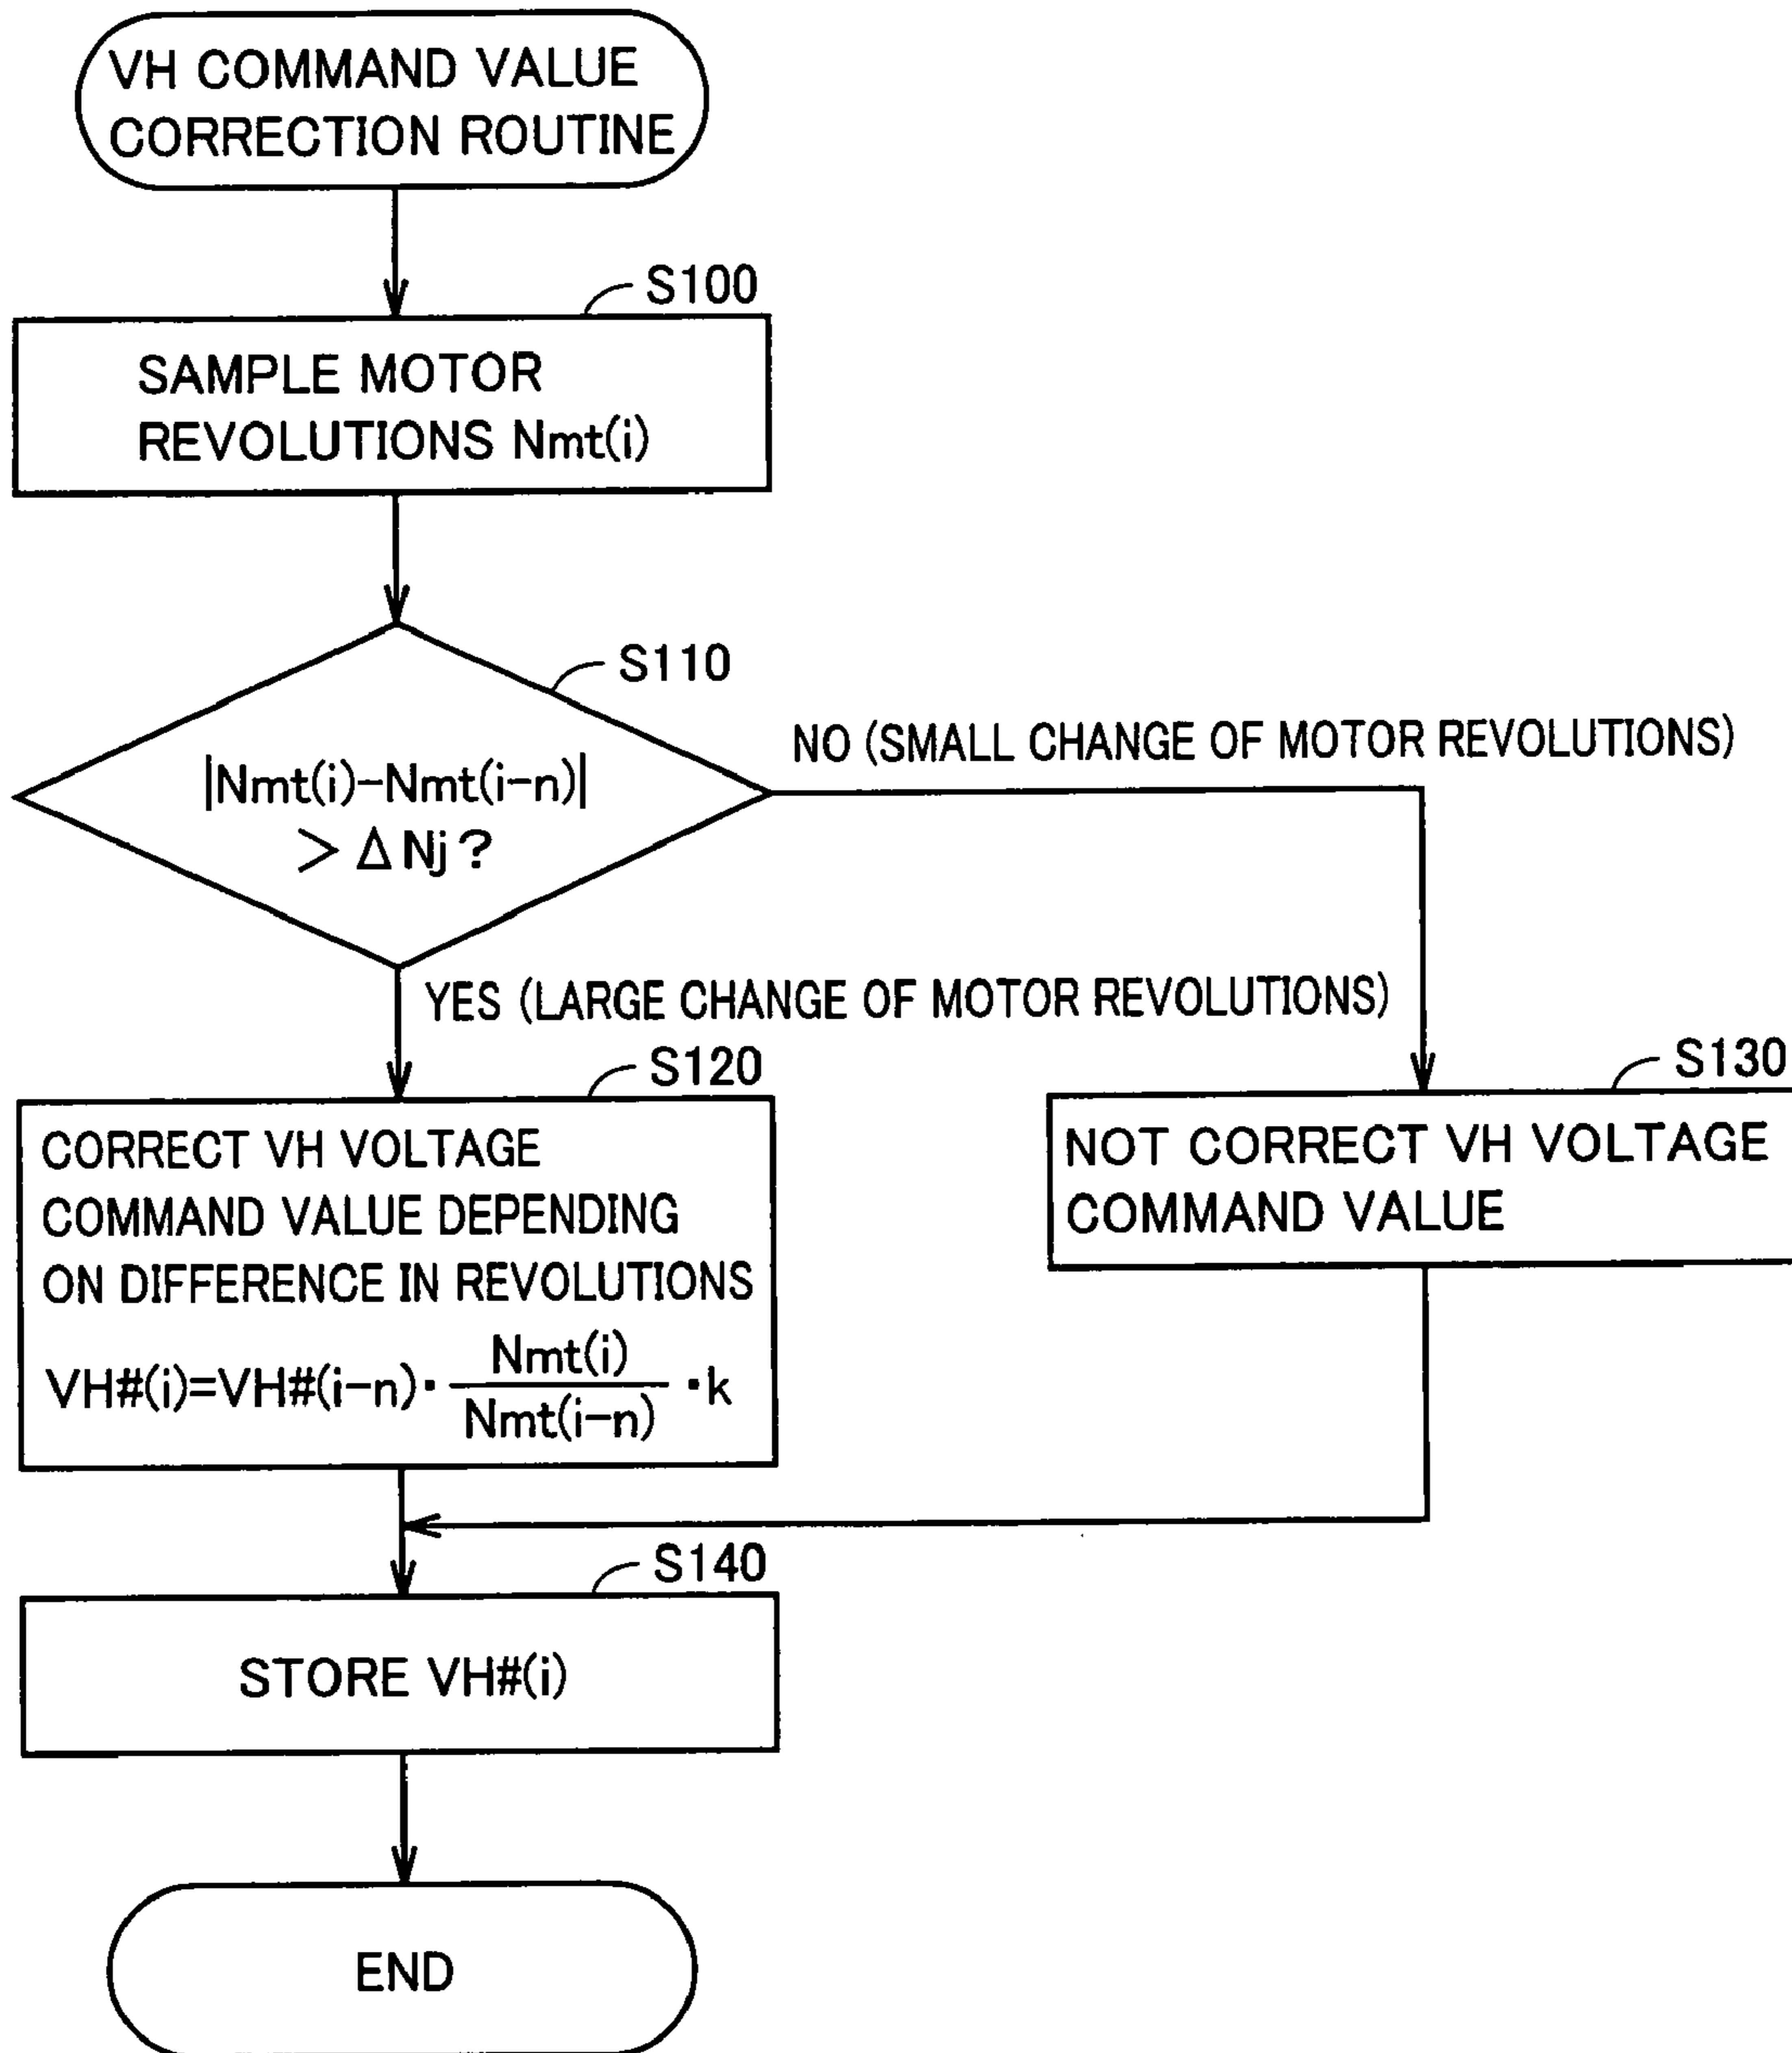 VH COMMAND VALUE
CORRECTION ROUTINE
S100
SAMPLE MOTOR
REVOLUTIONS Nmt(i)
S110
|Nmt(i)-Nmt(i-n)|
> Δ Nj ?
NO (SMALL CHANGE OF MOTOR REVOLUTIONS)
YES (LARGE CHANGE OF MOTOR REVOLUTIONS)
S120
CORRECT VH VOLTAGE
COMMAND VALUE DEPENDING
ON DIFFERENCE IN REVOLUTIONS
VH#(i)=VH#(i-n)· Nmt(i)/Nmt(i-n) ·k
S130
NOT CORRECT VH VOLTAGE
COMMAND VALUE
S140
STORE VH#(i)
END